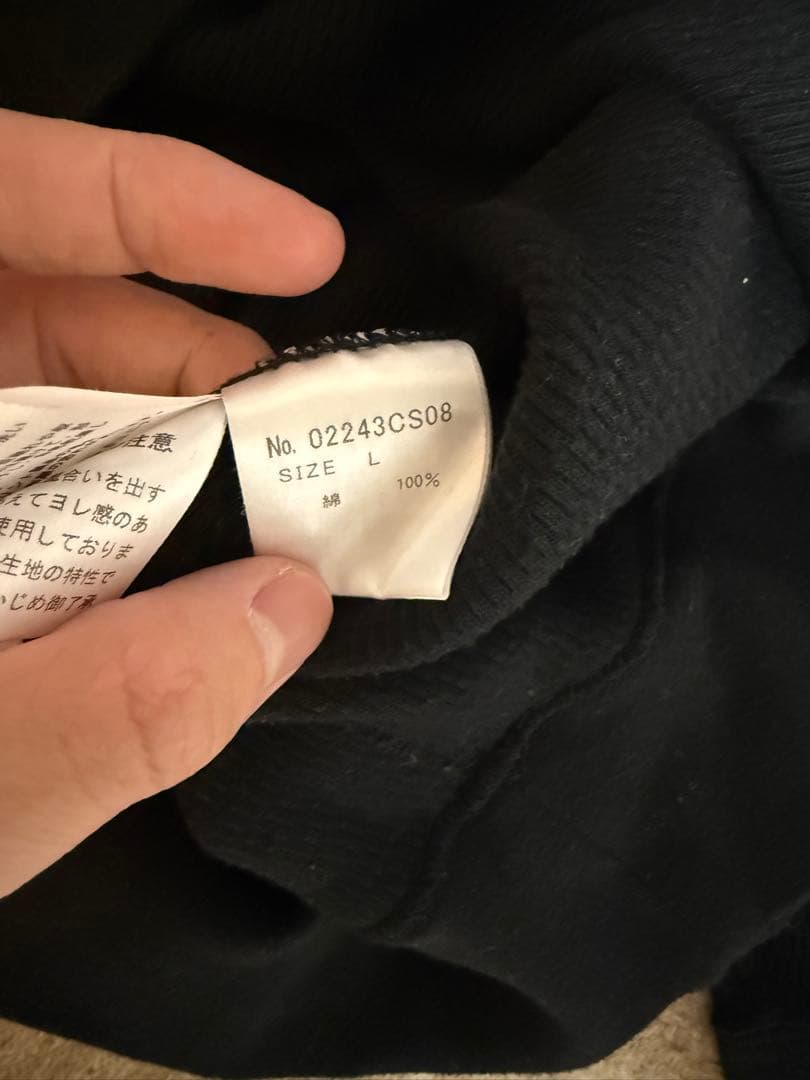 注意
合いを出す
えてヨレ感のあ
使用しておりま
生地の特性で
じめ御了承
No. 02243CS08
SIZE L
綿 100%